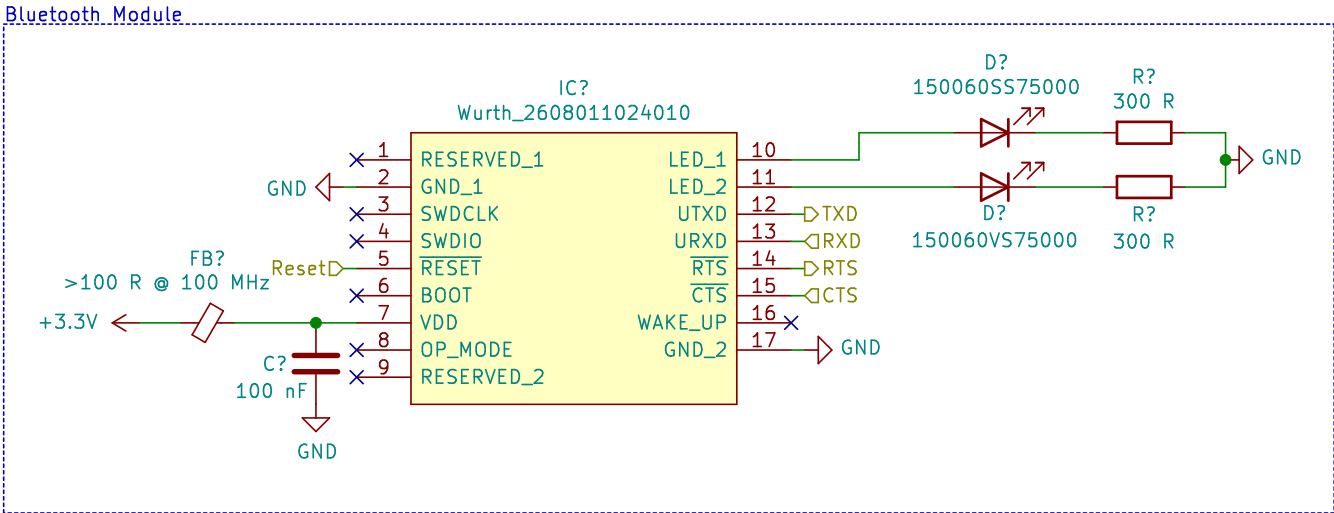 Bluetooth Module
IC?
Wurth_2608011024010
D?
150060SS75000
R?
300 R
1 RESERVED_1
2 GND_1
GND
3 SWDCLK
4 SWDIO
5 RESET
Reset
6 BOOT
7 VDD
8 OP_MODE
9 RESERVED_2
LED_1 10
LED_2 11
UTXD 12 TXD
URXD 13 RXD
RTS 14 RTS
CTS 15 CTS
WAKE_UP 16
GND_2 17 GND
GND
D?
150060VS75000
R?
300 R
FB?
>100 R @ 100 MHz
+3.3V
C?
100 nF
GND